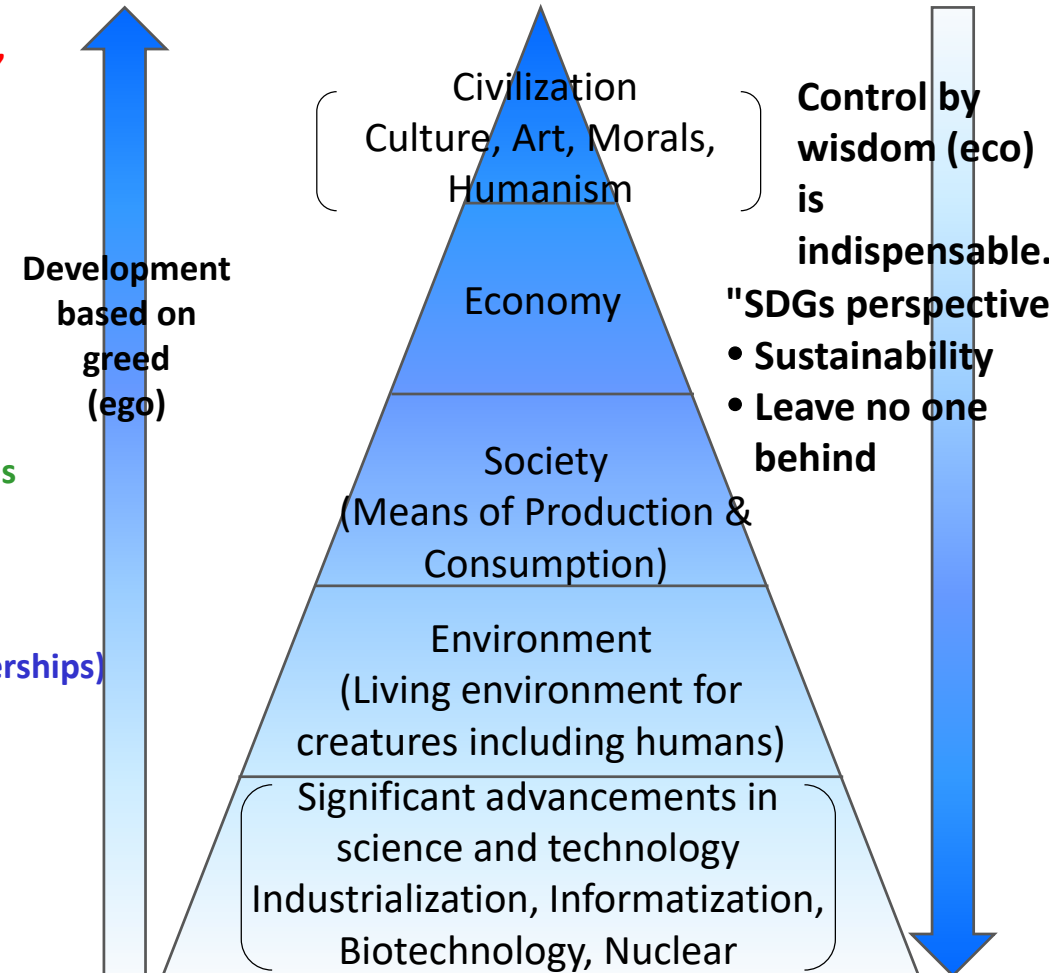 Civilization
Culture, Art, Morals,
Humanism
Control by
wisdom (eco)
is
indispensable.
"SDGs perspective
• Sustainability
• Leave no one
behind
Development
based on
greed
(ego)
Economy
Society
(Means of Production &
Consumption)
s
erships)
Environment
(Living environment for
creatures including humans)
Significant advancements in
science and technology
Industrialization, Informatization,
Biotechnology, Nuclear